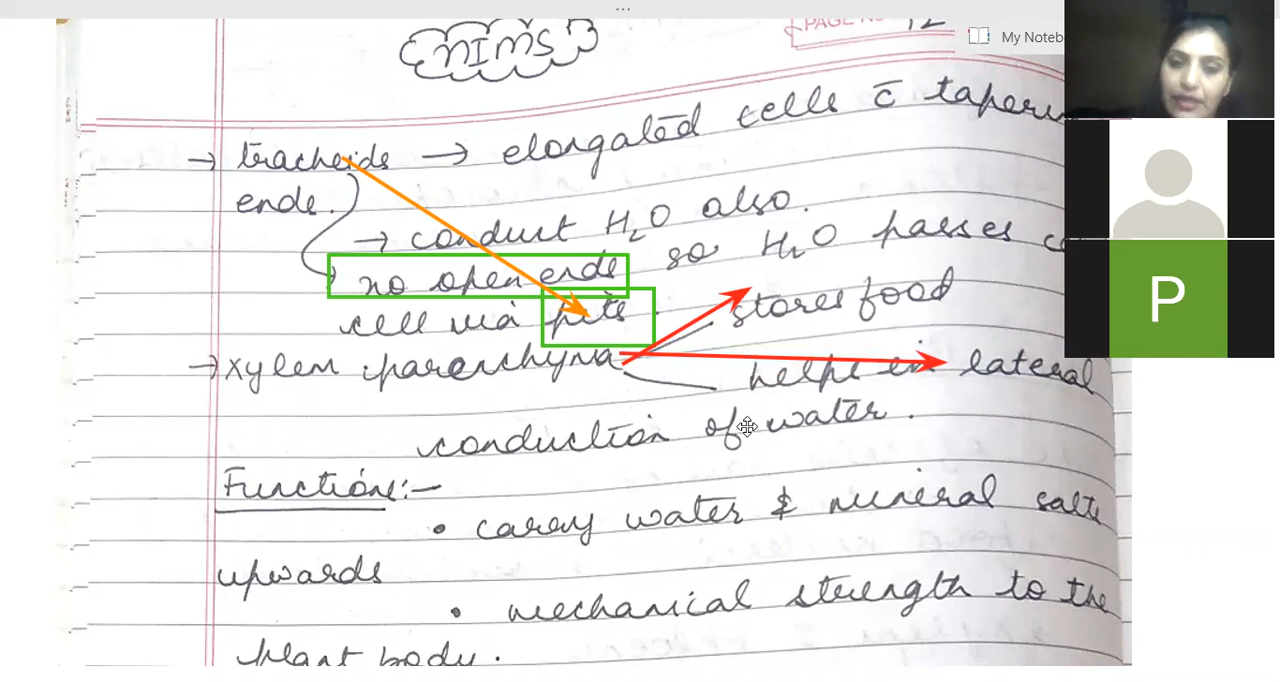 ...
NIMS
PAGE N
12
My Noteb
→ tracheids → elongated cells c̄ taperin
ends.
→ conduct H₂O also.
no open ends so H₂O passes c
cell via pits.
→ xylem parenchyma stores food
helps in lateral
conduction of water.
Functions:-
• carry water & mineral salts
upwards
• mechanical strength to the
plant body.
P